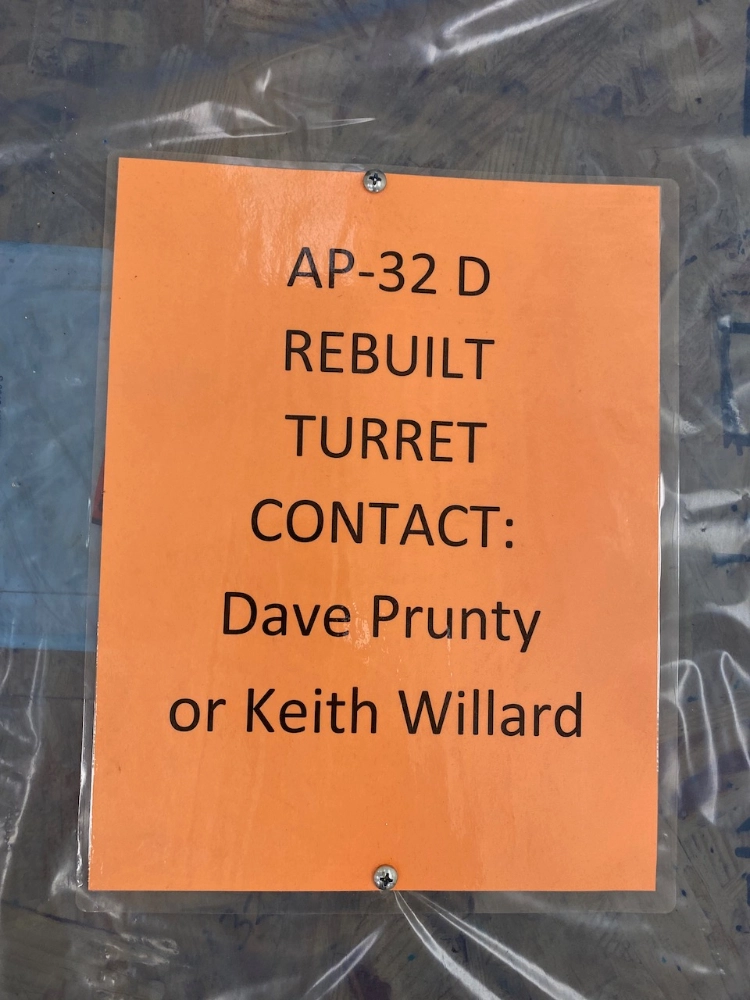 AP-32 D
REBUILT
TURRET
CONTACT:
Dave Prunty
or Keith Willard